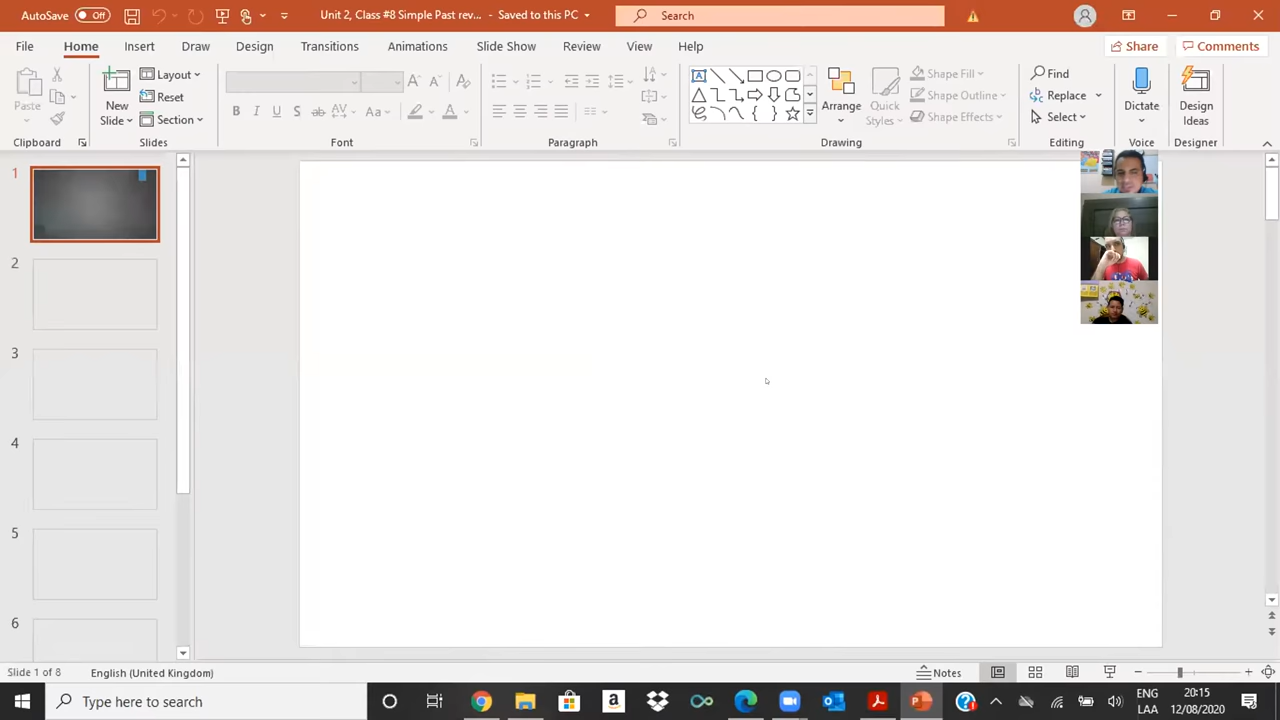 AutoSave Off Unit 2, Class #8 Simple Past rev... - Saved to this PC Search
File Home Insert Draw Design Transitions Animations Slide Show Review View Help Share Comments
Paste New Slide Layout Reset Section Aa Arrange Quick Styles Shape Fill Shape Outline Shape Effects Find Replace Select Dictate Design Ideas
Clipboard Slides Font Paragraph Drawing Editing Voice Designer
1
2
3
4
5
6
Slide 1 of 8 English (United Kingdom) Notes
Type here to search ENG LAA 20:15 12/08/2020